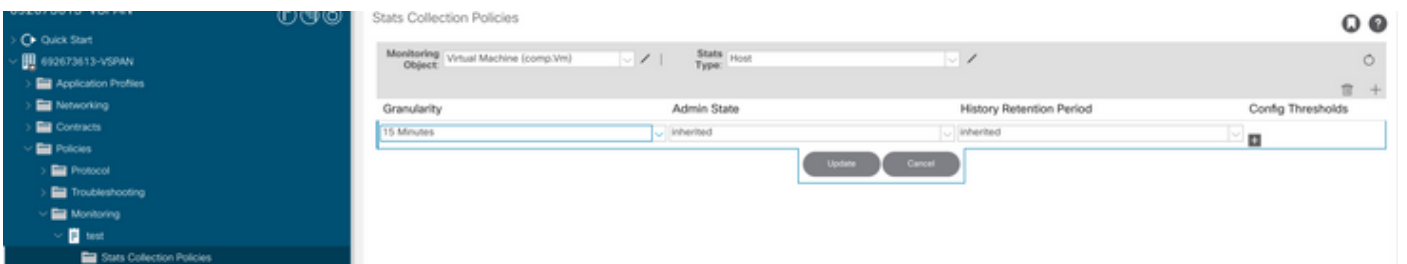 Quick Start
692673613-VSPAN
Application Profiles
Networking
Contracts
Policies
Protocol
Troubleshooting
Monitoring
test
Stats Collection Policies
Stats Collection Policies
Monitoring Object: Virtual Machine (comp.Vm)
Stats Type: Host
Granularity Admin State History Retention Period Config Thresholds
15 Minutes inherited inherited
Update Cancel